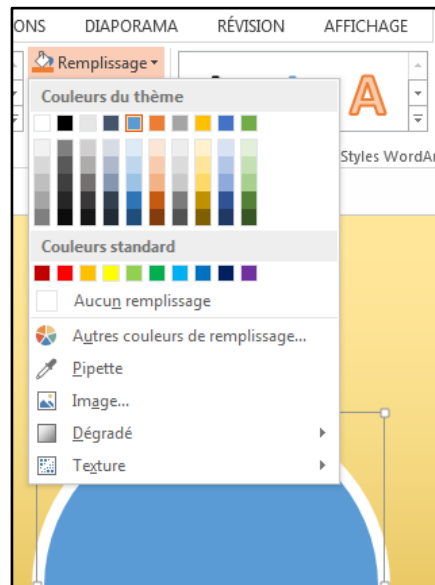 ONS DIAPORAMA RÉVISION AFFICHAGE
Remplissage
A
Styles WordAr
Couleurs du thème
Couleurs standard
Aucun remplissage
Autres couleurs de remplissage...
Pipette
Image...
Dégradé
Texture